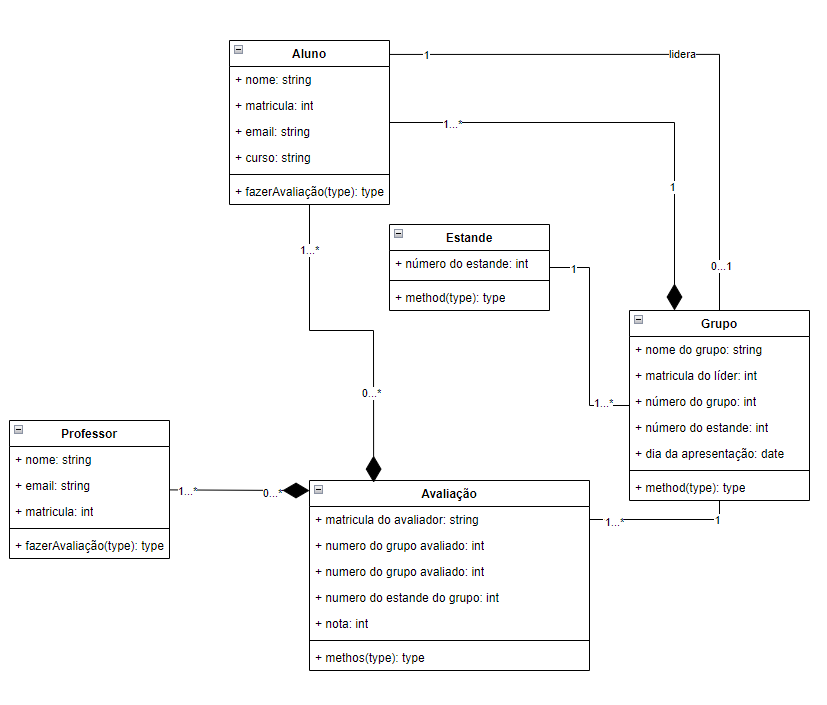 Aluno
+ nome: string
+ matricula: int
+ email: string
+ curso: string
+ fazerAvaliação(type): type
1
lidera
1...*
1
0...1
1...*
0...*
Estande
+ número do estande: int
+ method(type): type
1
1...*
Grupo
+ nome do grupo: string
+ matricula do líder: int
+ número do grupo: int
+ número do estande: int
+ dia da apresentação: date
+ method(type): type
Professor
+ nome: string
+ email: string
+ matricula: int
+ fazerAvaliação(type): type
1...*
0...*
Avaliação
+ matricula do avaliador: string
+ numero do grupo avaliado: int
+ numero do grupo avaliado: int
+ numero do estande do grupo: int
+ nota: int
+ methos(type): type
1...*
1